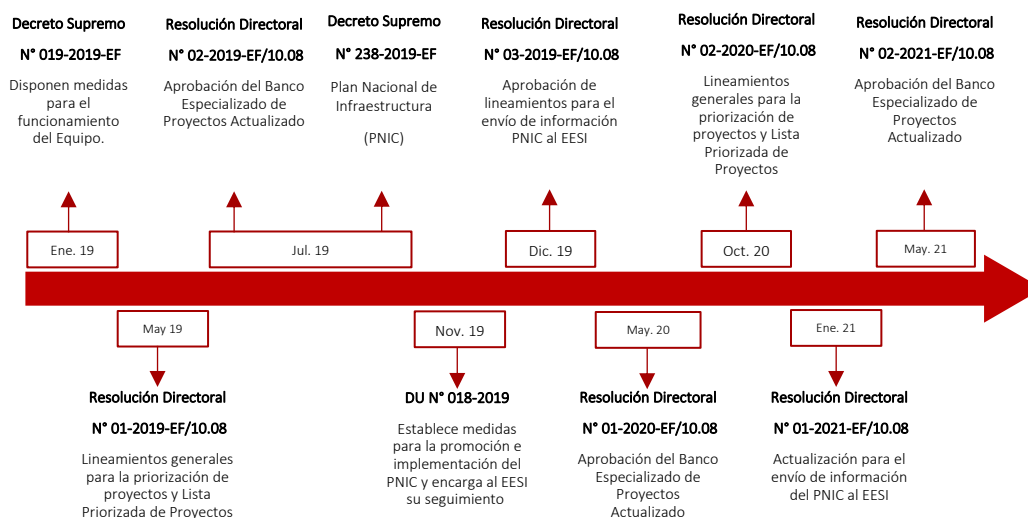 Decreto Supremo
N° 019-2019-EF
Disponen medidas
para el
funcionamiento
del Equipo.
Resolución Directoral
N° 02-2019-EF/10.08
Aprobación del Banco
Especializado de
Proyectos Actualizado
Decreto Supremo
N° 238-2019-EF
Plan Nacional de
Infraestructura
(PNIC)
Resolución Directoral
N° 03-2019-EF/10.08
Aprobación de
lineamientos para el
envío de información
PNIC al EESI
Resolución Directoral
N° 02-2020-EF/10.08
Lineamientos
generales para la
priorización de
proyectos y Lista
Priorizada de
Proyectos
Resolución Directoral
N° 02-2021-EF/10.08
Aprobación del Banco
Especializado de
Proyectos
Actualizado
Ene. 19
Jul. 19
Dic. 19
Oct. 20
May. 21
May 19
Nov. 19
May. 20
Ene. 21
Resolución Directoral
N° 01-2019-EF/10.08
Lineamientos generales
para la priorización de
proyectos y Lista
Priorizada de Proyectos
DU N° 018-2019
Establece medidas
para la promoción e
implementación del
PNIC y encarga al EESI
su seguimiento
Resolución Directoral
N° 01-2020-EF/10.08
Aprobación del Banco
Especializado de
Proyectos
Actualizado
Resolución Directoral
N° 01-2021-EF/10.08
Actualización para el
envío de información
del PNIC al EESI